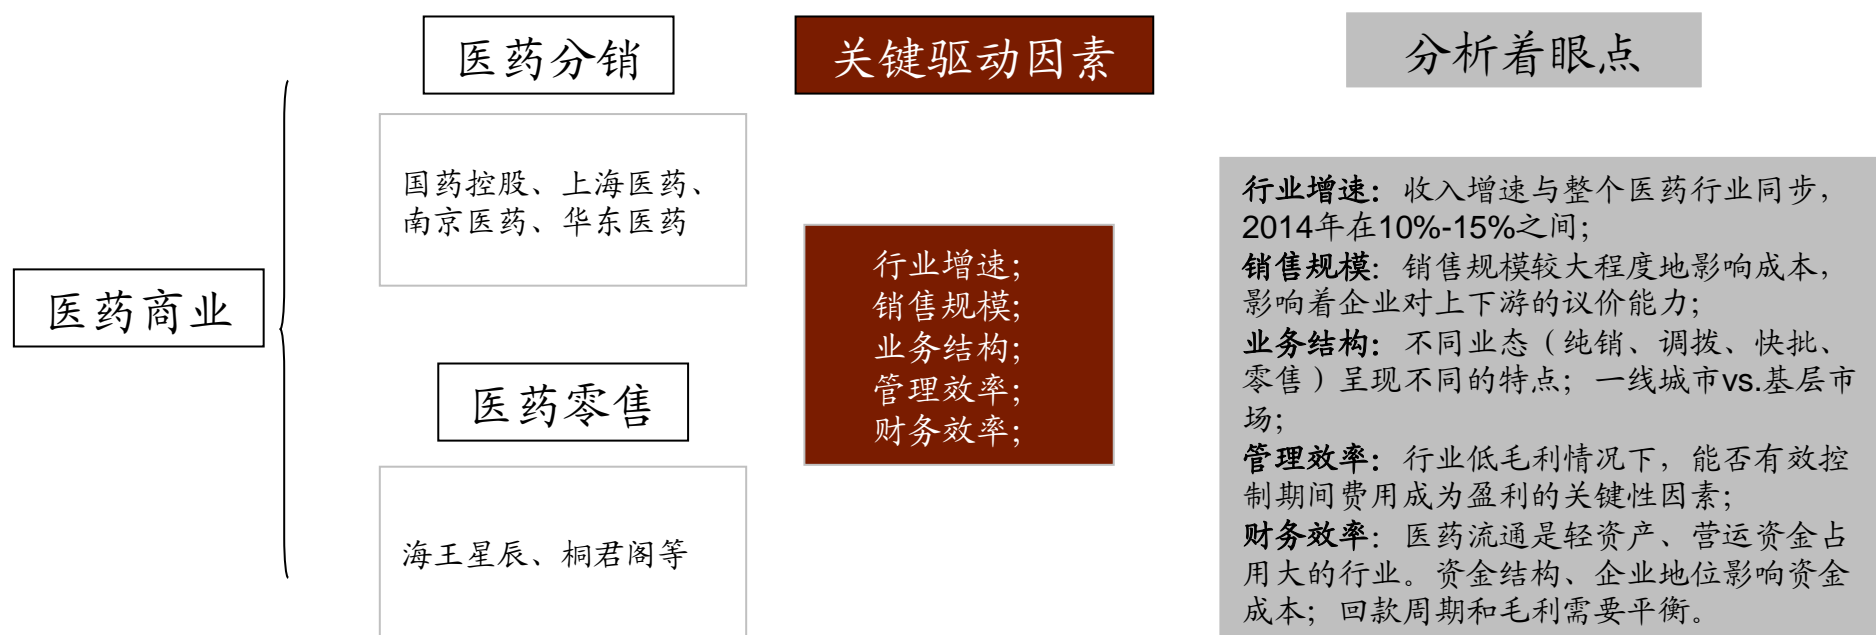 医药商业
医药分销
国药控股、上海医药、
南京医药、华东医药
医药零售
海王星辰、桐君阁等
关键驱动因素
行业增速；
销售规模；
业务结构；
管理效率；
财务效率；
分析着眼点
行业增速：收入增速与整个医药行业同步，
2014年在10%-15%之间；
销售规模：销售规模较大程度地影响成本，
影响着企业对上下游的议价能力；
业务结构：不同业态（纯销、调拨、快批、
零售）呈现不同的特点；一线城市vs.基层市
场；
管理效率：行业低毛利情况下，能否有效控
制期间费用成为盈利的关键性因素；
财务效率：医药流通是轻资产、营运资金占
用大的行业。资金结构、企业地位影响资金
成本；回款周期和毛利需要平衡。